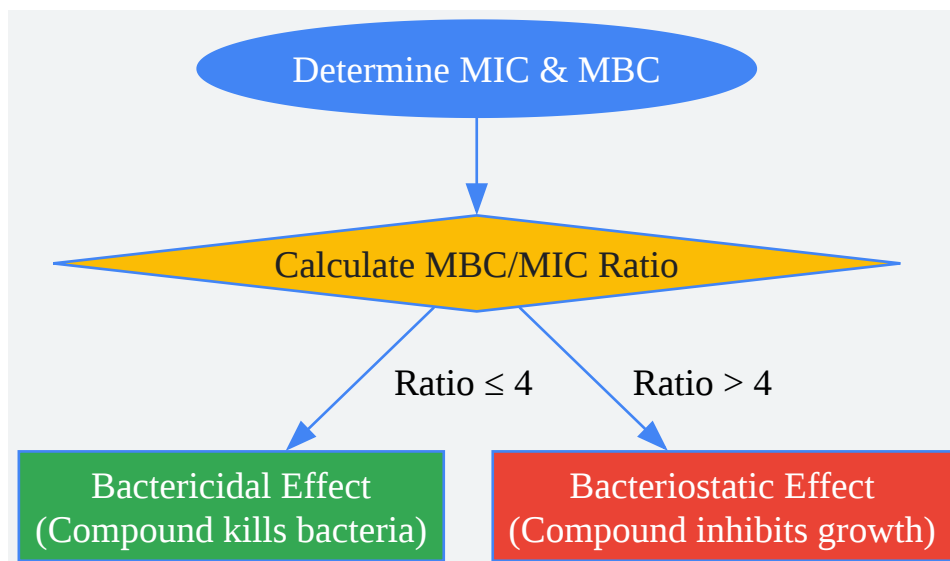 Determine MIC & MBC
Calculate MBC/MIC Ratio
Ratio ≤ 4
Ratio > 4
Bactericidal Effect
(Compound kills bacteria)
Bacteriostatic Effect
(Compound inhibits growth)